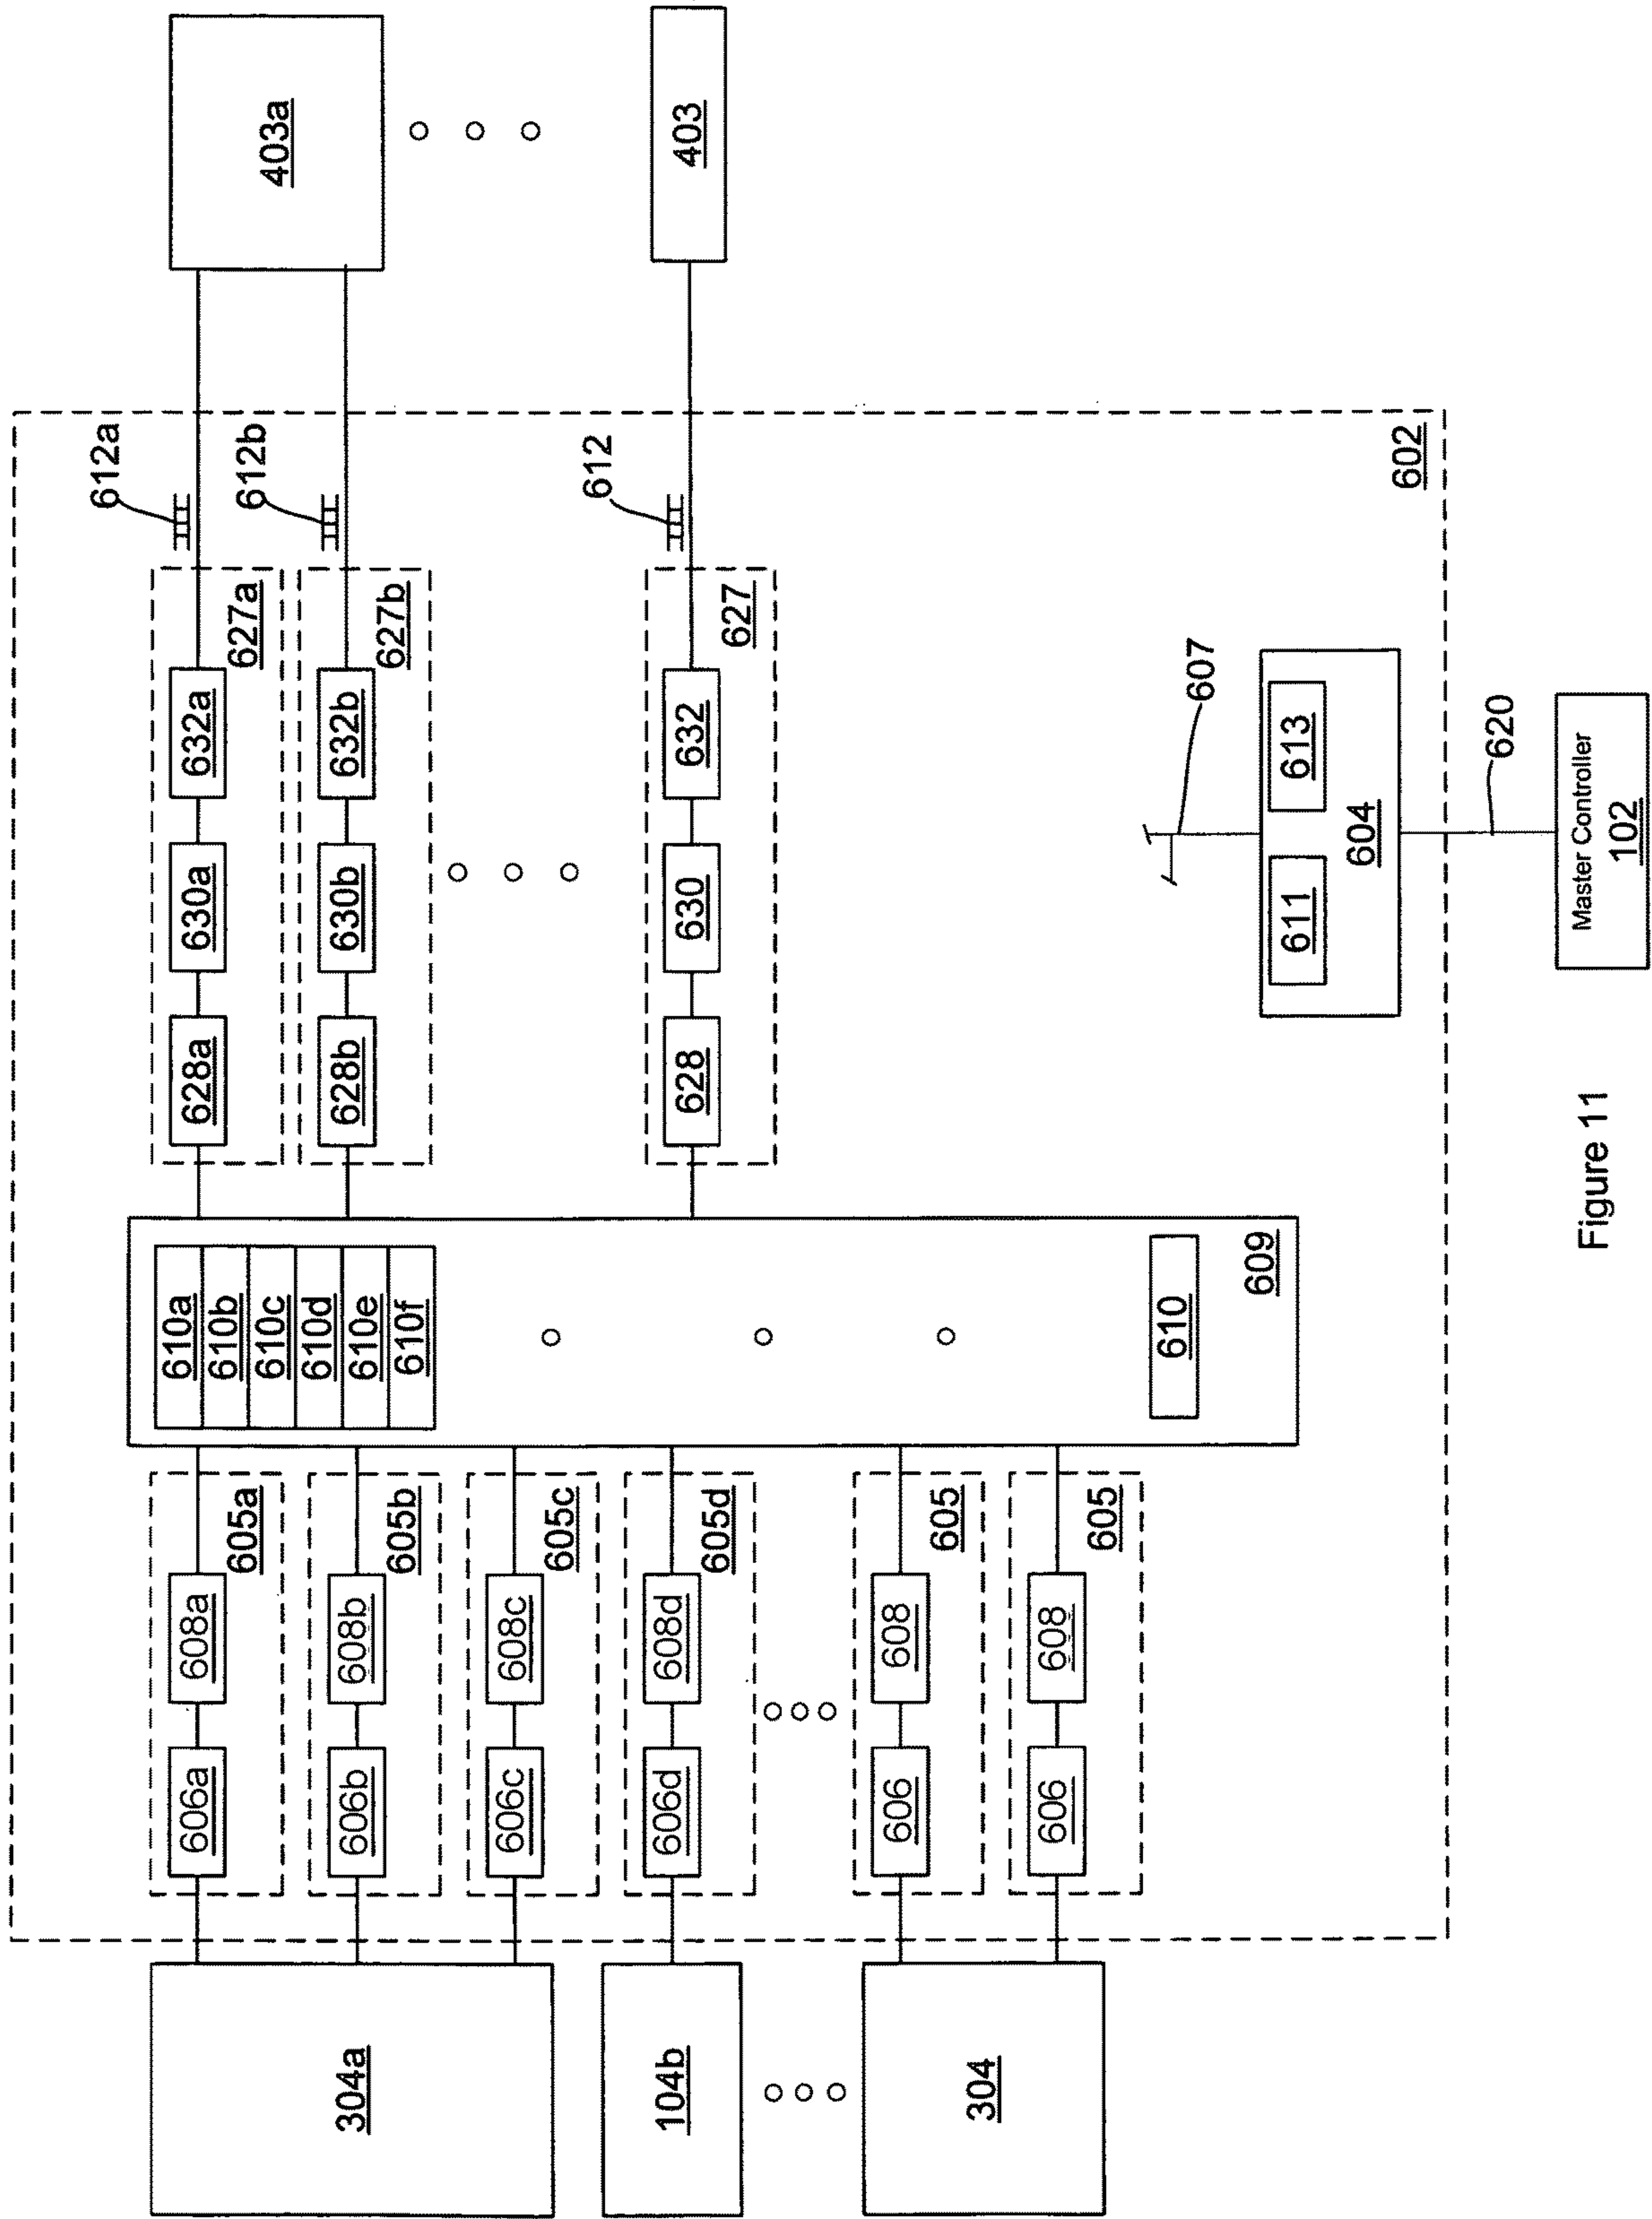 304a
104b
304
606a
608a
605a
606b
608b
605b
606c
608c
605c
606d
608d
605d
606
608
605
606
608
605
610a
610b
610c
610d
610e
610f
610
609
628a
630a
632a
627a
628b
630b
632b
627b
628
630
632
627
612a
612b
612
403a
403
607
611
613
604
602
620
Master Controller
102
Figure 11